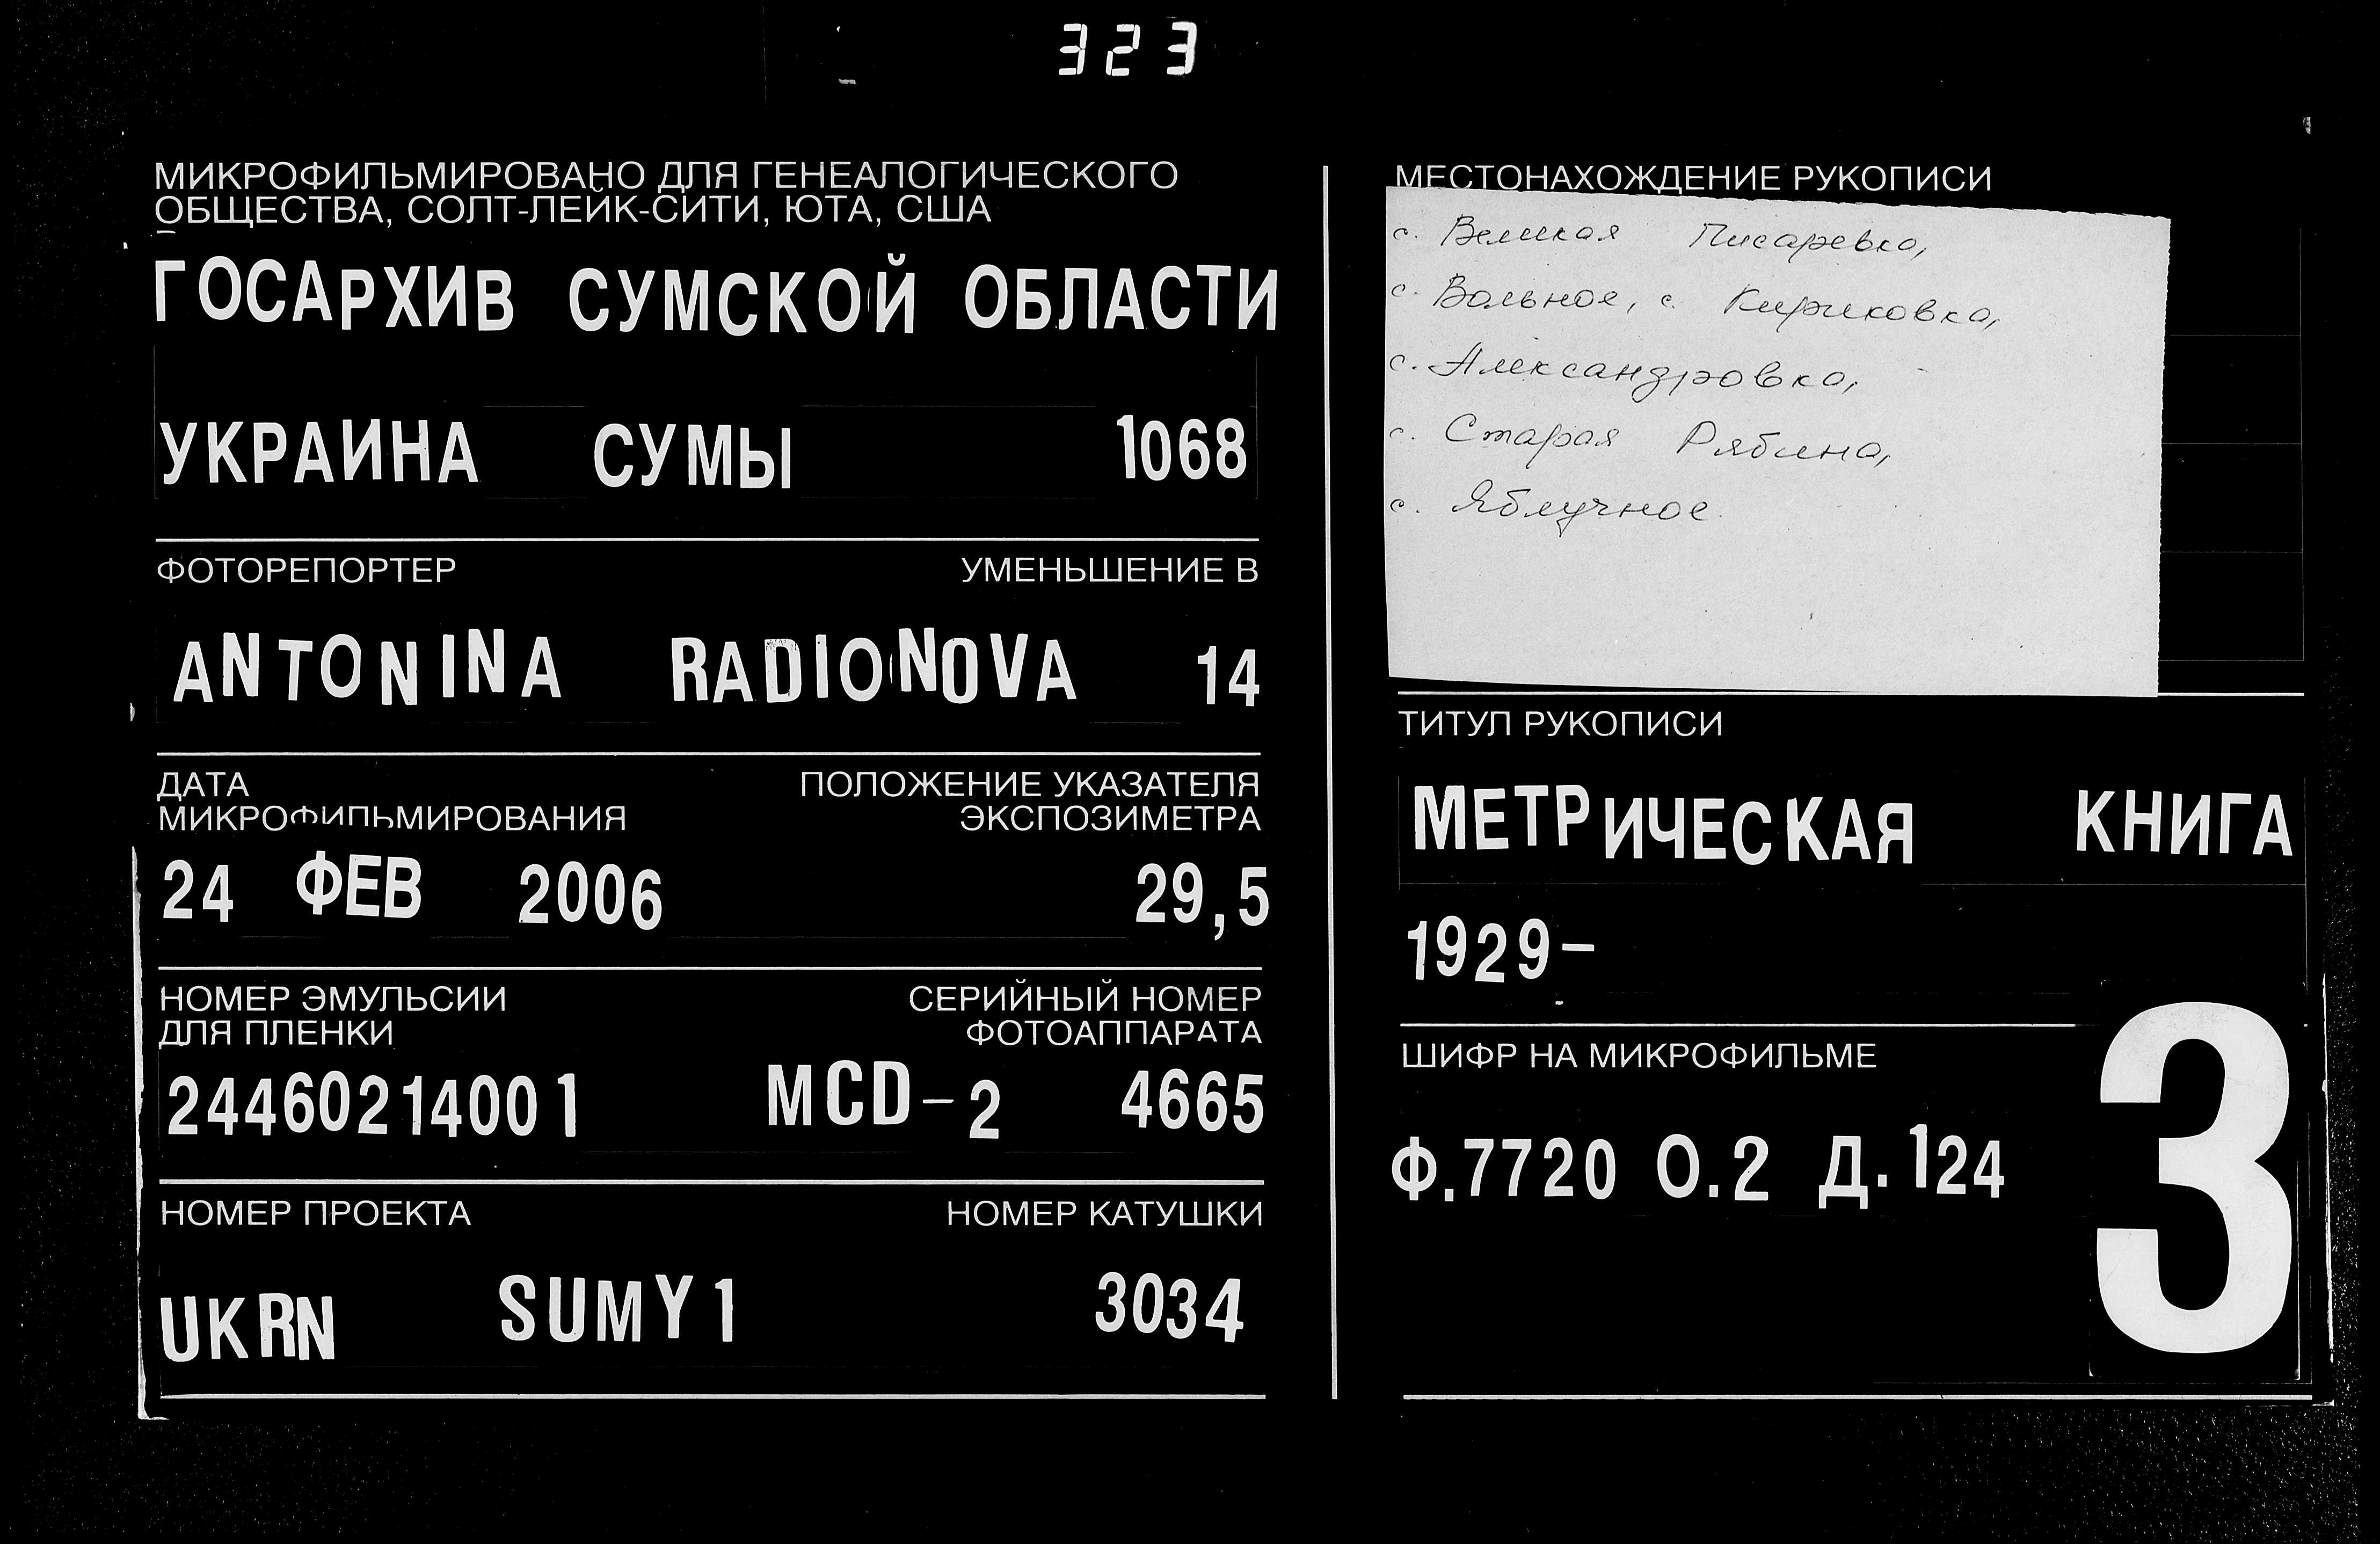 323
МИКРОФИЛЬМИРОВАНО ДЛЯ ГЕНЕАЛОГИЧЕСКОГО
ОБЩЕСТВА, СОЛТ-ЛЕЙК-СИТИ, ЮТА, США
ГОСАРХИВ СУМСКОЙ ОБЛАСТИ
УКРАИНА СУМЫ 1068
ФОТОРЕПОРТЕР УМЕНЬШЕНИЕ В
ANTONINA RADIONOVA 14
ДАТА ПОЛОЖЕНИЕ УКАЗАТЕЛЯ
МИКРОФИЛЬМИРОВАНИЯ ЭКСПОЗИМЕТРА
24 ФЕВ 2006 29,5
НОМЕР ЭМУЛЬСИИ СЕРИЙНЫЙ НОМЕР
ДЛЯ ПЛЕНКИ ФОТОАППАРАТА
24460214001 MCD-2 4665
НОМЕР ПРОЕКТА НОМЕР КАТУШКИ
UKRN SUMY1 3034
МЕСТОНАХОЖДЕНИЕ РУКОПИСИ
с. Великая Писаревка,
с. Вольное, с. Кириковка,
с. Александровка,
с. Старая Рябина,
с. Яблучное.
ТИТУЛ РУКОПИСИ
МЕТРИЧЕСКАЯ КНИГА
1929-
ШИФР НА МИКРОФИЛЬМЕ
Ф.7720 О.2 Д.124
3